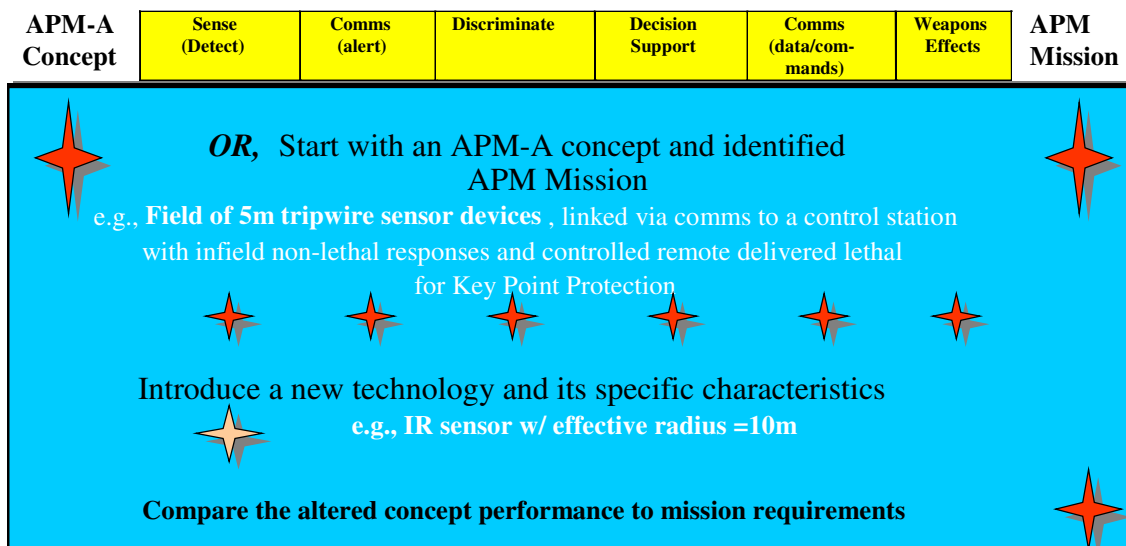 APM-A Concept
Sense (Detect)
Comms (alert)
Discriminate
Decision Support
Comms (data/com-mands)
Weapons Effects
APM Mission
OR, Start with an APM-A concept and identified
APM Mission
e.g., Field of 5m tripwire sensor devices , linked via comms to a control station
with infield non-lethal responses and controlled remote delivered lethal
for Key Point Protection
Introduce a new technology and its specific characteristics
e.g., IR sensor w/ effective radius =10m
Compare the altered concept performance to mission requirements